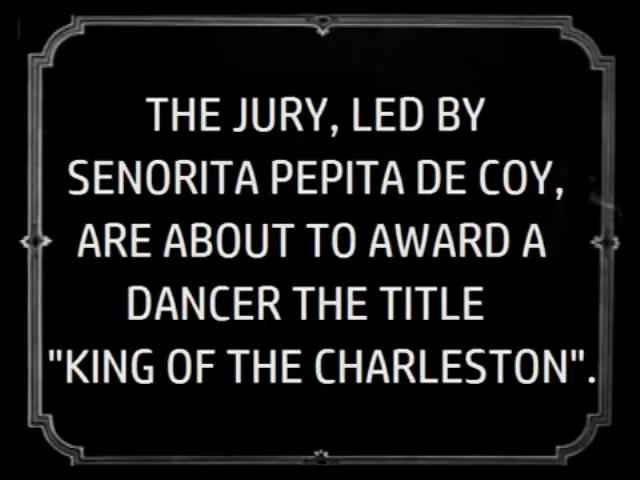 THE JURY, LED BY
SENORITA PEPITA DE COY,
ARE ABOUT TO AWARD A
DANCER THE TITLE
"KING OF THE CHARLESTON".